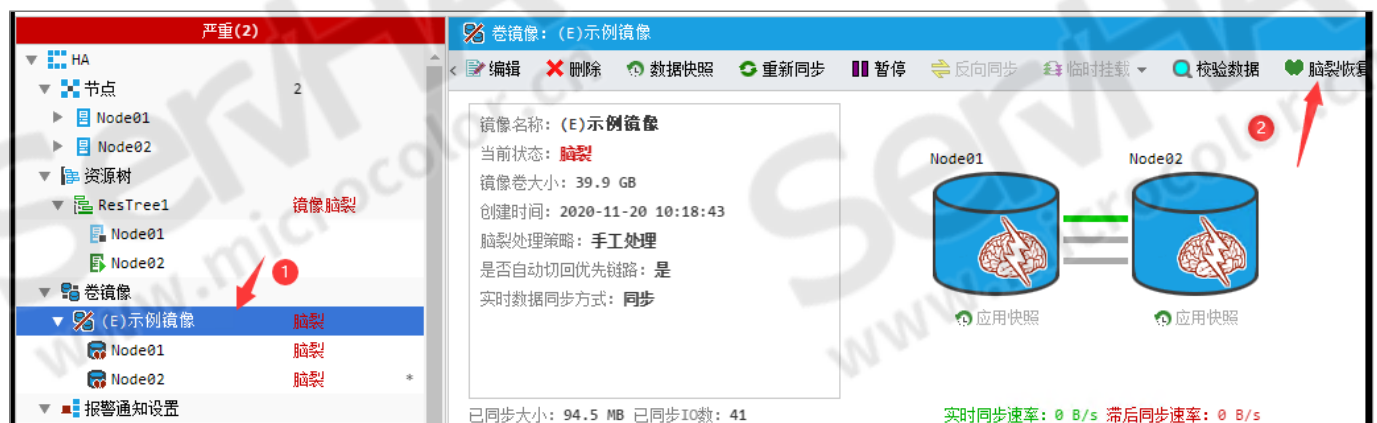 严重(2)
HA
节点 2
Node01
Node02
资源树
ResTree1 镜像脑裂
Node01
Node02
1
卷镜像
(E)示例镜像 脑裂
Node01 脑裂
Node02 脑裂 *
报警通知设置
卷镜像: (E)示例镜像
< 编辑 删除 数据快照 重新同步 暂停 反向同步 临时挂载 校验数据 脑裂恢复
2
镜像名称: (E)示例镜像
当前状态: 脑裂
镜像卷大小: 39.9 GB
创建时间: 2020-11-20 10:18:43
脑裂处理策略: 手工处理
是否自动切回优先链路: 是
实时数据同步方式: 同步
Node01 Node02
应用快照 应用快照
已同步大小: 94.5 MB 已同步IO数: 41
实时同步速率: 0 B/s 滞后同步速率: 0 B/s
ServHA
www.microcolor.cn